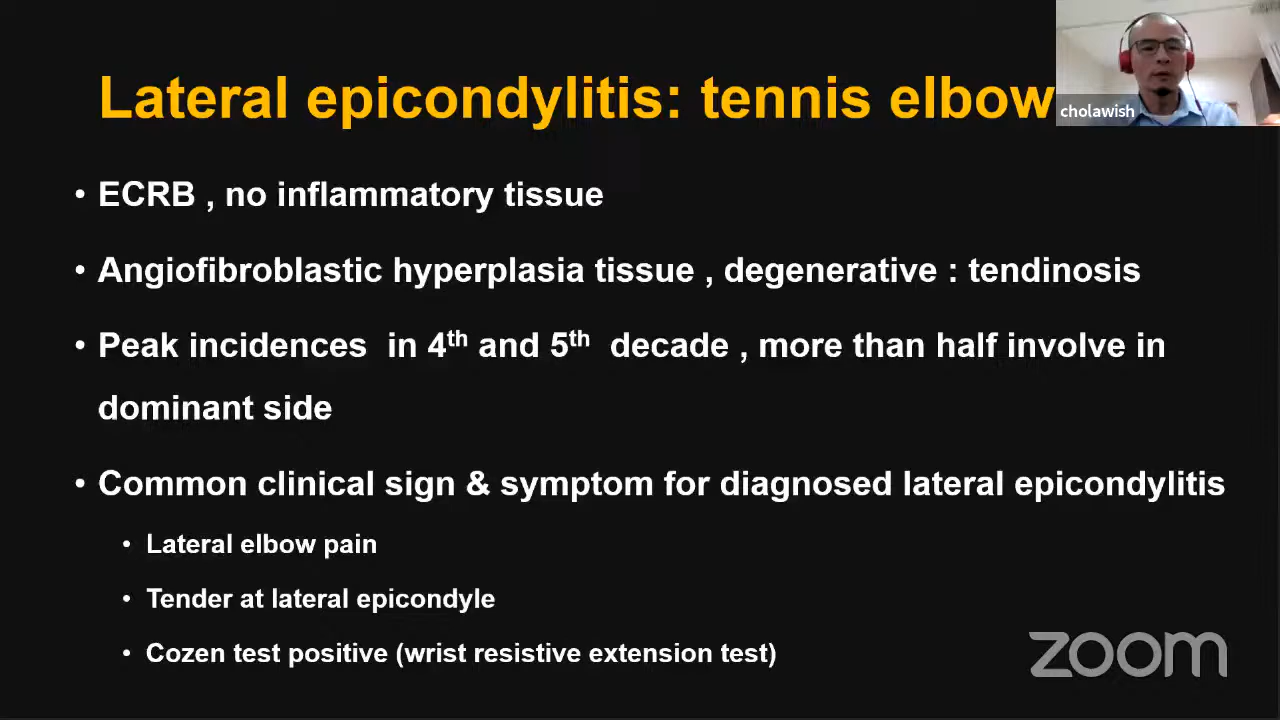 Lateral epicondylitis: tennis elbow
cholawish
• ECRB , no inflammatory tissue
• Angiofibroblastic hyperplasia tissue , degenerative : tendinosis
• Peak incidences in 4th and 5th decade , more than half involve in
dominant side
• Common clinical sign & symptom for diagnosed lateral epicondylitis
• Lateral elbow pain
• Tender at lateral epicondyle
• Cozen test positive (wrist resistive extension test)
zoom